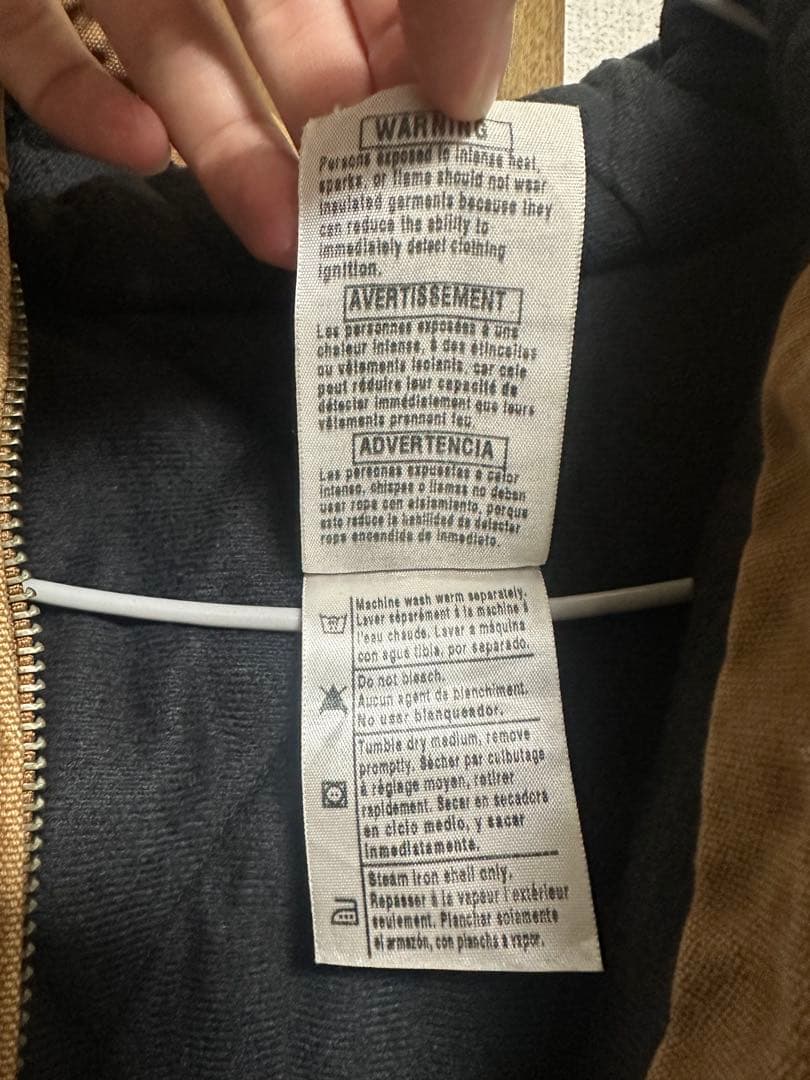 WARNING
Persons exposed to intense heat,
sparks, or flame should not wear
insulated garments because they
can reduce the ability to
immediately detect clothing
ignition.
AVERTISSEMENT
Les personnes exposées à une
chaleur intense, à des étincelles
ou vêtements isolants, car cele
peut réduire leur capacité de
détecter immédiatement que leurs
vêtements prennent feu.
ADVERTENCIA
Las personas expuestas a calor
intenso, chispas o llamas no deben
usar ropa con aislamiento, porque
esto reduce la habilidad de detectar
ropa encendida de inmediato.
Machine wash warm separately.
Laver séparément à la machine à
l'eau chaude. Lavar a máquina
con agua tibia, por separado.
Do not bleach.
Aucun agent de blanchiment.
No usar blanqueador.
Tumble dry medium, remove
promptly. Sécher par culbutage
à réglage moyen, retirer
rapidement. Secar en secadora
en ciclo medio, y sacar
inmediatamente.
Steam iron shell only.
Repasser à la vapeur l'extérieur
seulement. Planchar solamente
el armazón, con plancha a vapor.